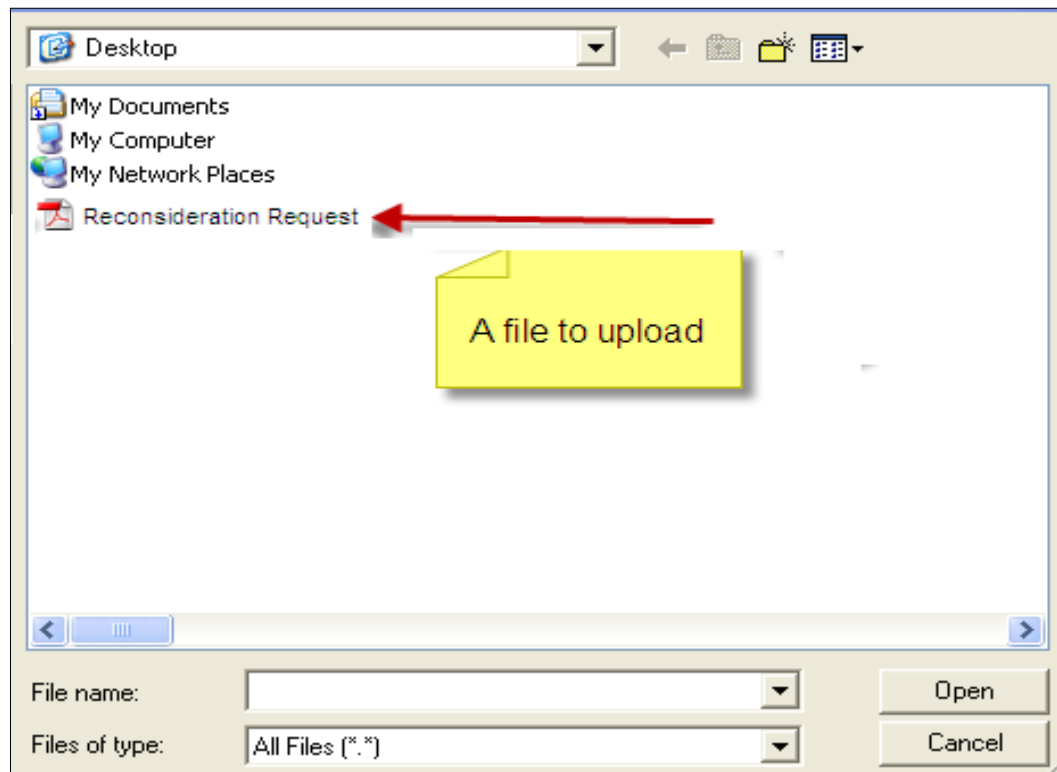 Desktop
My Documents
My Computer
My Network Places
Reconsideration Request
A file to upload
File name:
Open
Files of type:
All Files (*.*)
Cancel